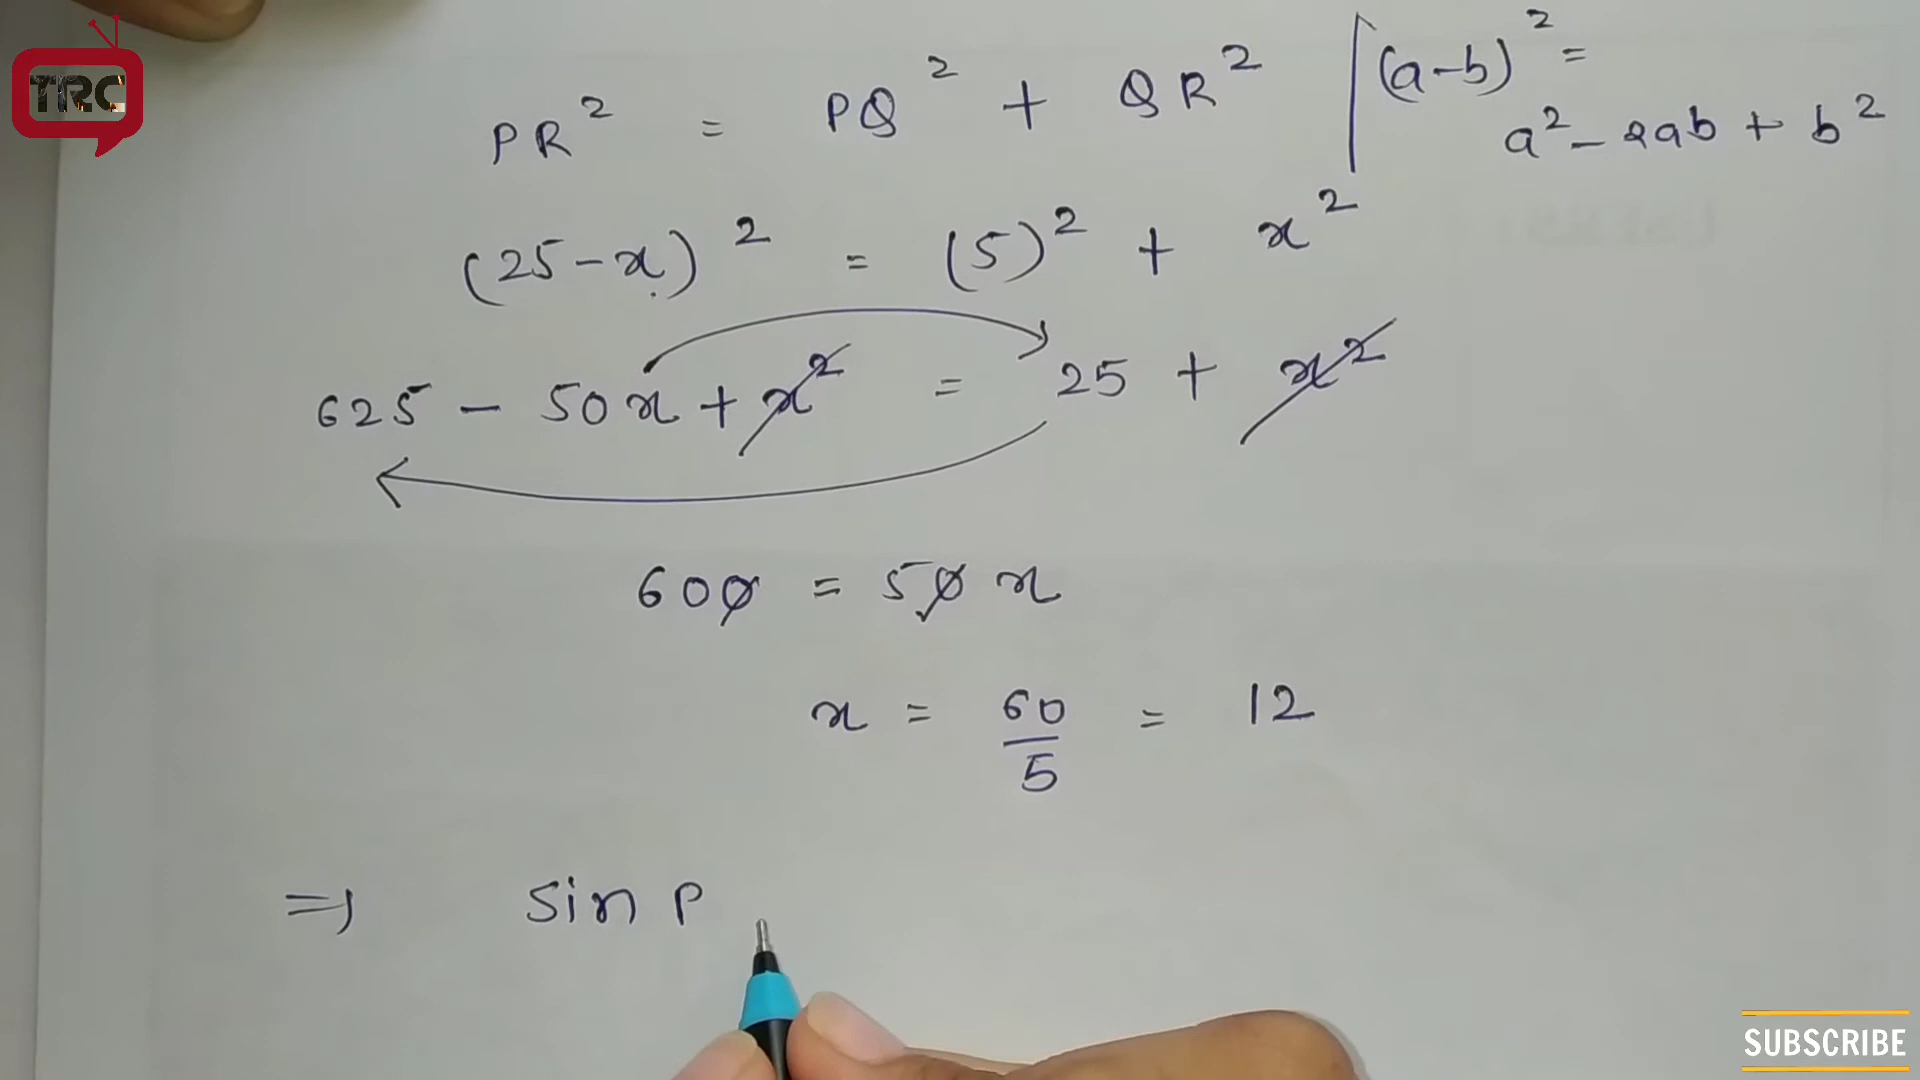 TRC
PR² = PQ² + QR²
(a-b)² =
a² - 2ab + b²
(25-x)² = (5)² + x²
625 - 50x + x² = 25 + x²
600 = 50x
x = 60/5 = 12
⇒ sin P
SUBSCRIBE